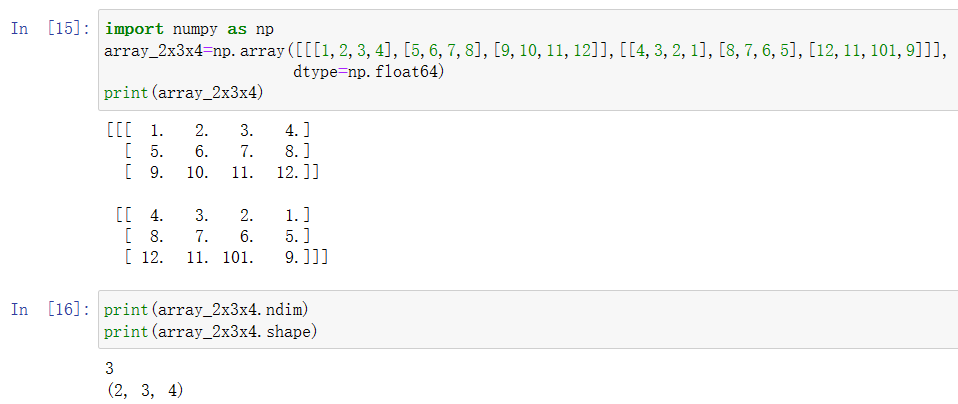 In [15]: import numpy as np
array_2x3x4=np.array([[[1,2,3,4],[5,6,7,8],[9,10,11,12]],[[4,3,2,1],[8,7,6,5],[12,11,101,9]]],
dtype=np.float64)
print(array_2x3x4)
[[[  1.   2.   3.   4.]
  [  5.   6.   7.   8.]
  [  9.  10.  11.  12.]]
 [[  4.   3.   2.   1.]
  [  8.   7.   6.   5.]
  [ 12.  11. 101.   9.]]]
In [16]: print(array_2x3x4.ndim)
print(array_2x3x4.shape)
3
(2, 3, 4)